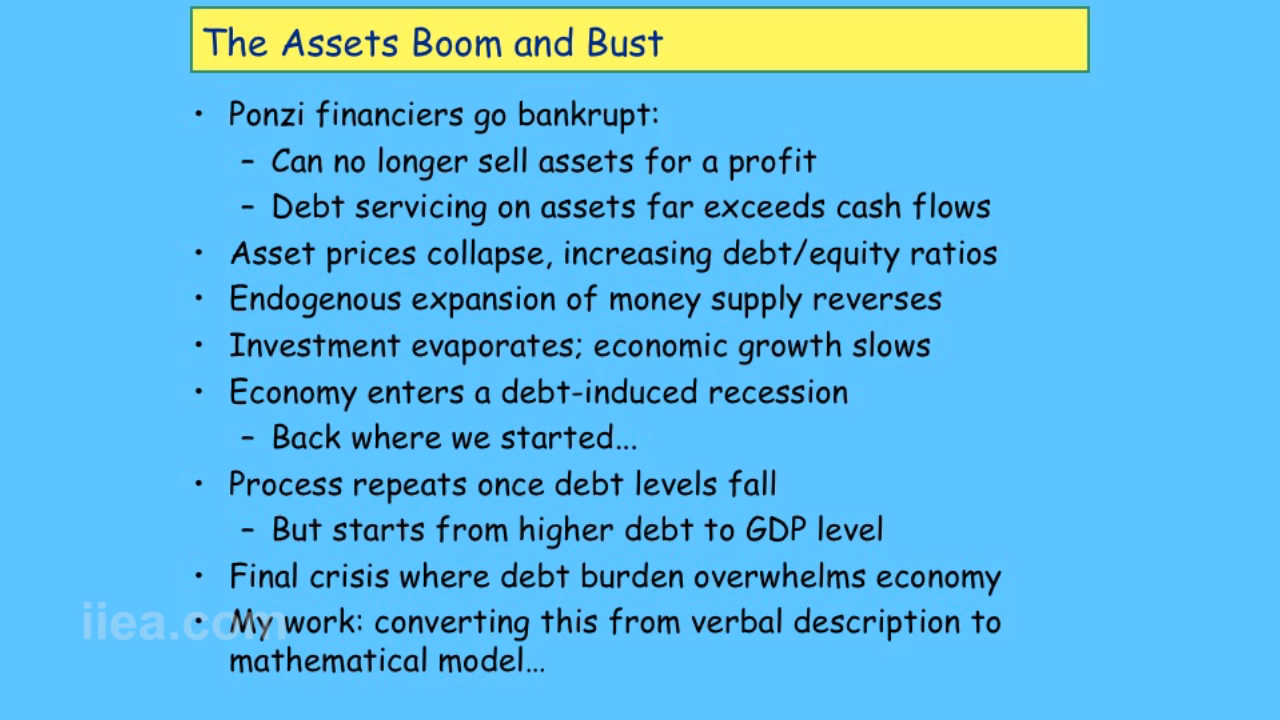 The Assets Boom and Bust
• Ponzi financiers go bankrupt:
– Can no longer sell assets for a profit
– Debt servicing on assets far exceeds cash flows
• Asset prices collapse, increasing debt/equity ratios
• Endogenous expansion of money supply reverses
• Investment evaporates; economic growth slows
• Economy enters a debt-induced recession
– Back where we started...
• Process repeats once debt levels fall
– But starts from higher debt to GDP level
• Final crisis where debt burden overwhelms economy
• My work: converting this from verbal description to
mathematical model…
iiea.com